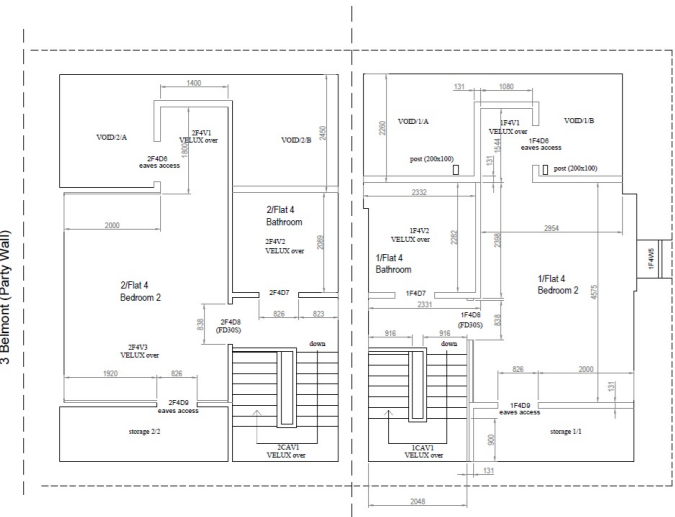 1400
131
1080
VOID/2/A
2F4V1
VELUX over
VOID/2/B
2450
1800
2F4D6
eaves access
2260
VOID/1/A
1F4V1
VELUX over
VOID/1/B
1544
1F4D6
eaves access
131
post (200x100)
post (200x100)
2332
2000
2/Flat 4
Bathroom
2F4V2
VELUX over
2089
1F4V2
VELUX over
2282
2398
2954
1/Flat 4
Bathroom
1F4W5
2/Flat 4
Bedroom 2
1/Flat 4
Bedroom 2
4575
2F4D7
826
823
1F4D7
2331
838
2F4D8
(FD30S)
1F4D8
(FD30S)
838
916
916
down
down
2F4V3
VELUX over
1920
826
826
2000
131
2F4D9
eaves access
1F4D9
eaves access
storage 2/2
2CAV1
VELUX over
1CAV1
VELUX over
900
storage 1/1
131
2048
3 Belmont (Party Wall)